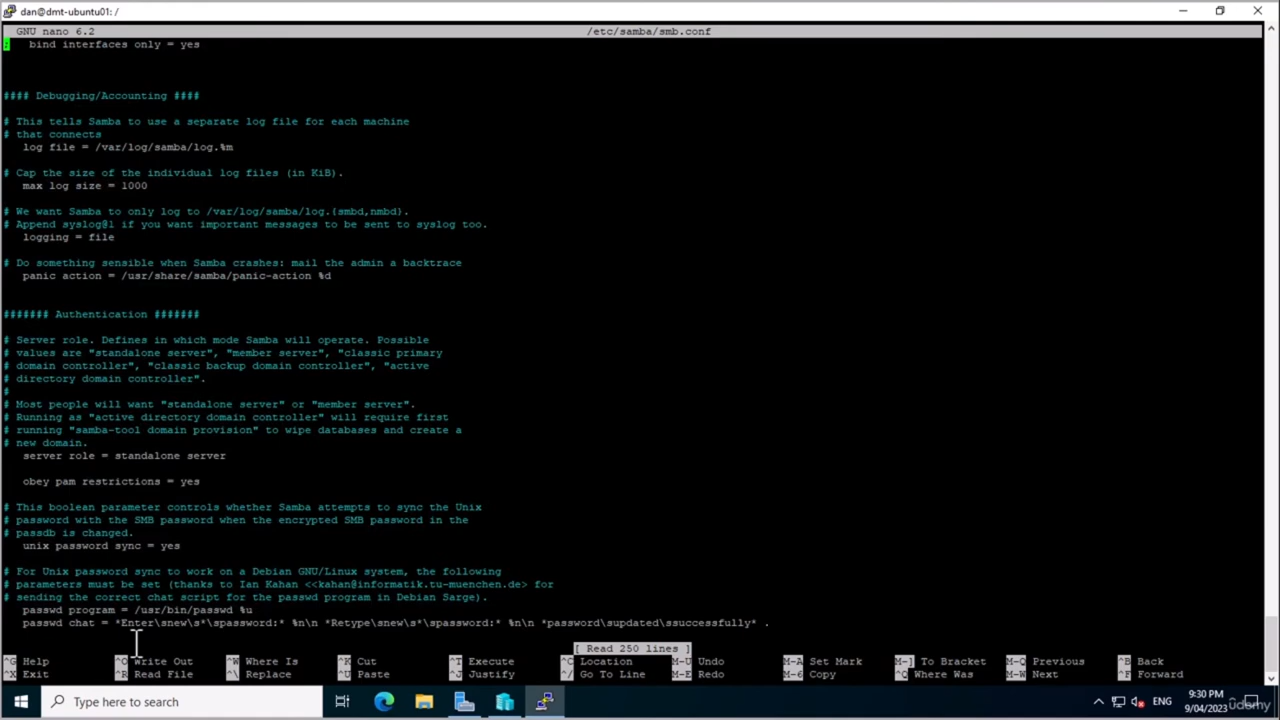 dan@dmt-ubuntu01: /
GNU nano 6.2 /etc/samba/smb.conf
; bind interfaces only = yes
#### Debugging/Accounting ####
# This tells Samba to use a separate log file for each machine
# that connects
log file = /var/log/samba/log.%m
# Cap the size of the individual log files (in KiB).
max log size = 1000
# We want Samba to only log to /var/log/samba/log.{smbd,nmbd}.
# Append syslog@1 if you want important messages to be sent to syslog too.
logging = file
# Do something sensible when Samba crashes: mail the admin a backtrace
panic action = /usr/share/samba/panic-action %d
####### Authentication #######
# Server role. Defines in which mode Samba will operate. Possible
# values are "standalone server", "member server", "classic primary
# domain controller", "classic backup domain controller", "active
# directory domain controller".
#
# Most people will want "standalone server" or "member server".
# Running as "active directory domain controller" will require first
# running "samba-tool domain provision" to wipe databases and create a
# new domain.
server role = standalone server
obey pam restrictions = yes
# This boolean parameter controls whether Samba attempts to sync the Unix
# password with the SMB password when the encrypted SMB password in the
# passdb is changed.
unix password sync = yes
# For Unix password sync to work on a Debian GNU/Linux system, the following
# parameters must be set (thanks to Ian Kahan <<kahan@informatik.tu-muenchen.de> for
# sending the correct chat script for the passwd program in Debian Sarge).
passwd program = /usr/bin/passwd %u
passwd chat = *Enter\snew\s*\spassword:* %n\n *Retype\snew\s*\spassword:* %n\n *password\supdated\ssuccessfully* .
[ Read 250 lines ]
^G Help ^O Write Out ^W Where Is ^K Cut ^T Execute ^C Location M-U Undo M-A Set Mark M-] To Bracket M-Q Previous ^B Back
^X Exit ^R Read File ^\ Replace ^U Paste ^J Justify ^/ Go To Line M-E Redo M-6 Copy ^Q Where Was M-W Next ^F Forward
Type here to search
ENG
9:30 PM
9/04/2023
udemy